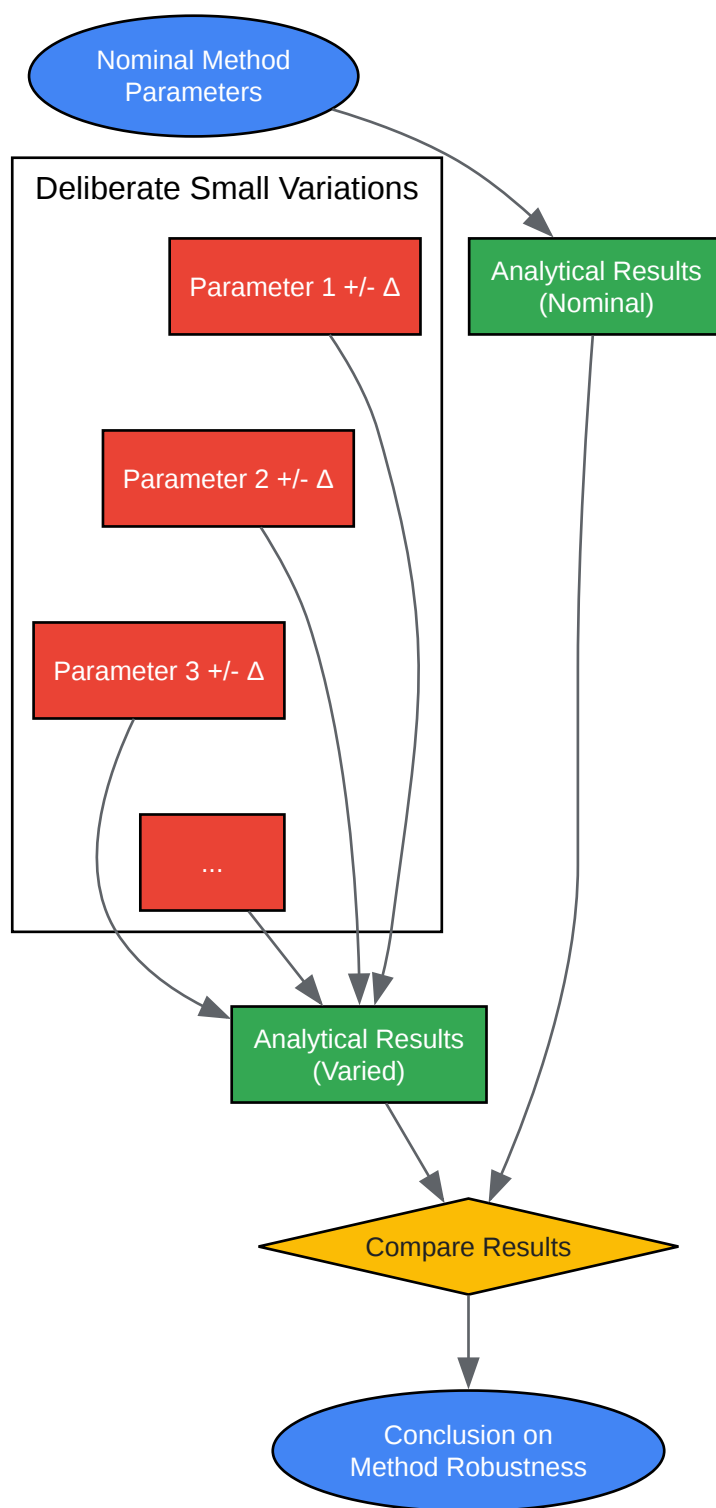 Nominal Method
Parameters
Deliberate Small Variations
Parameter 1 +/- Δ
Analytical Results
(Nominal)
Parameter 2 +/- Δ
Parameter 3 +/- Δ
...
Analytical Results
(Varied)
Compare Results
Conclusion on
Method Robustness